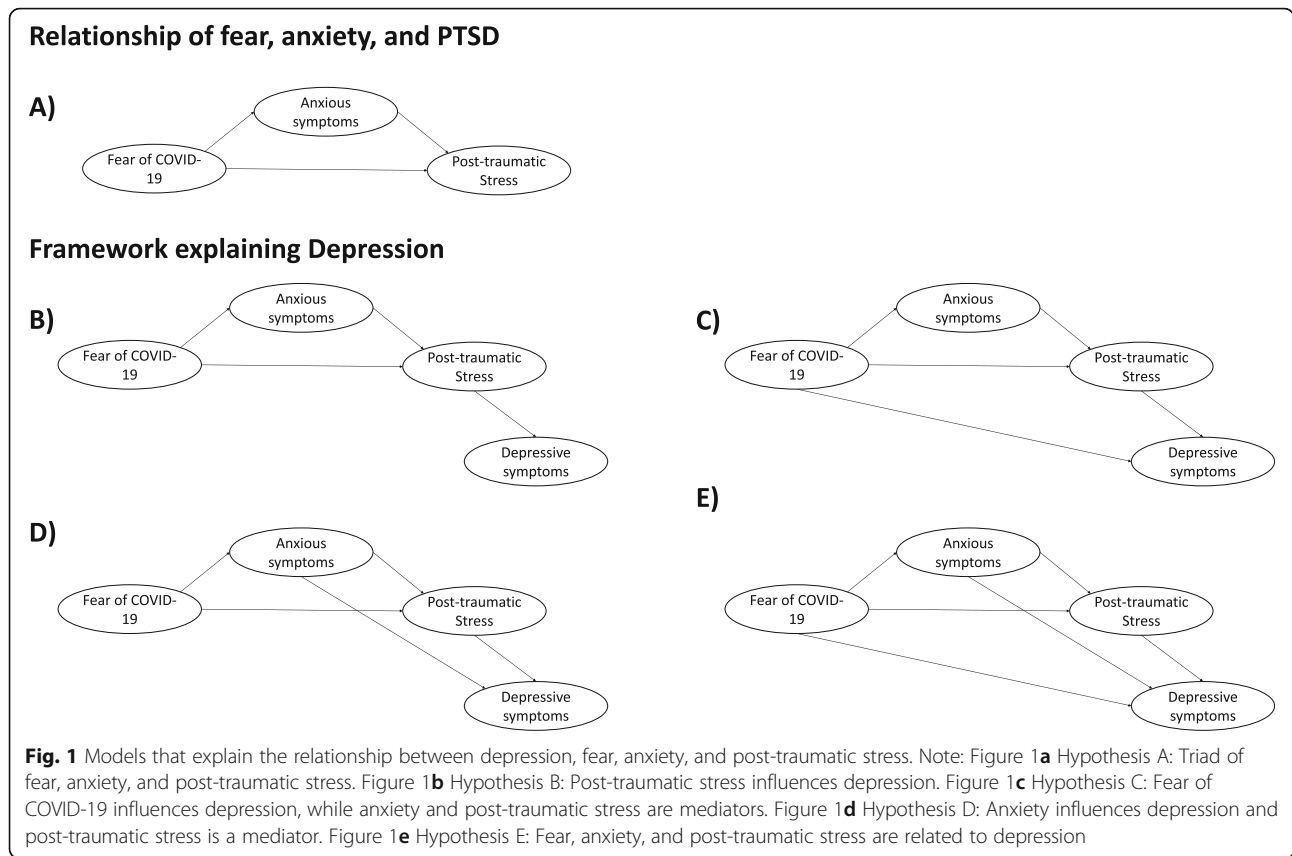 Relationship of fear, anxiety, and PTSD
A)
Anxious
symptoms
Fear of COVID-
19
Post-traumatic
Stress
Framework explaining Depression
B)
Anxious
symptoms
Fear of COVID-
19
Post-traumatic
Stress
Depressive
symptoms
C)
Anxious
symptoms
Fear of COVID-
19
Post-traumatic
Stress
Depressive
symptoms
D)
Anxious
symptoms
Fear of COVID-
19
Post-traumatic
Stress
Depressive
symptoms
E)
Anxious
symptoms
Fear of COVID-
19
Post-traumatic
Stress
Depressive
symptoms
Fig. 1 Models that explain the relationship between depression, fear, anxiety, and post-traumatic stress. Note: Figure 1a Hypothesis A: Triad of
fear, anxiety, and post-traumatic stress. Figure 1b Hypothesis B: Post-traumatic stress influences depression. Figure 1c Hypothesis C: Fear of
COVID-19 influences depression, while anxiety and post-traumatic stress are mediators. Figure 1d Hypothesis D: Anxiety influences depression and
post-traumatic stress is a mediator. Figure 1e Hypothesis E: Fear, anxiety, and post-traumatic stress are related to depression